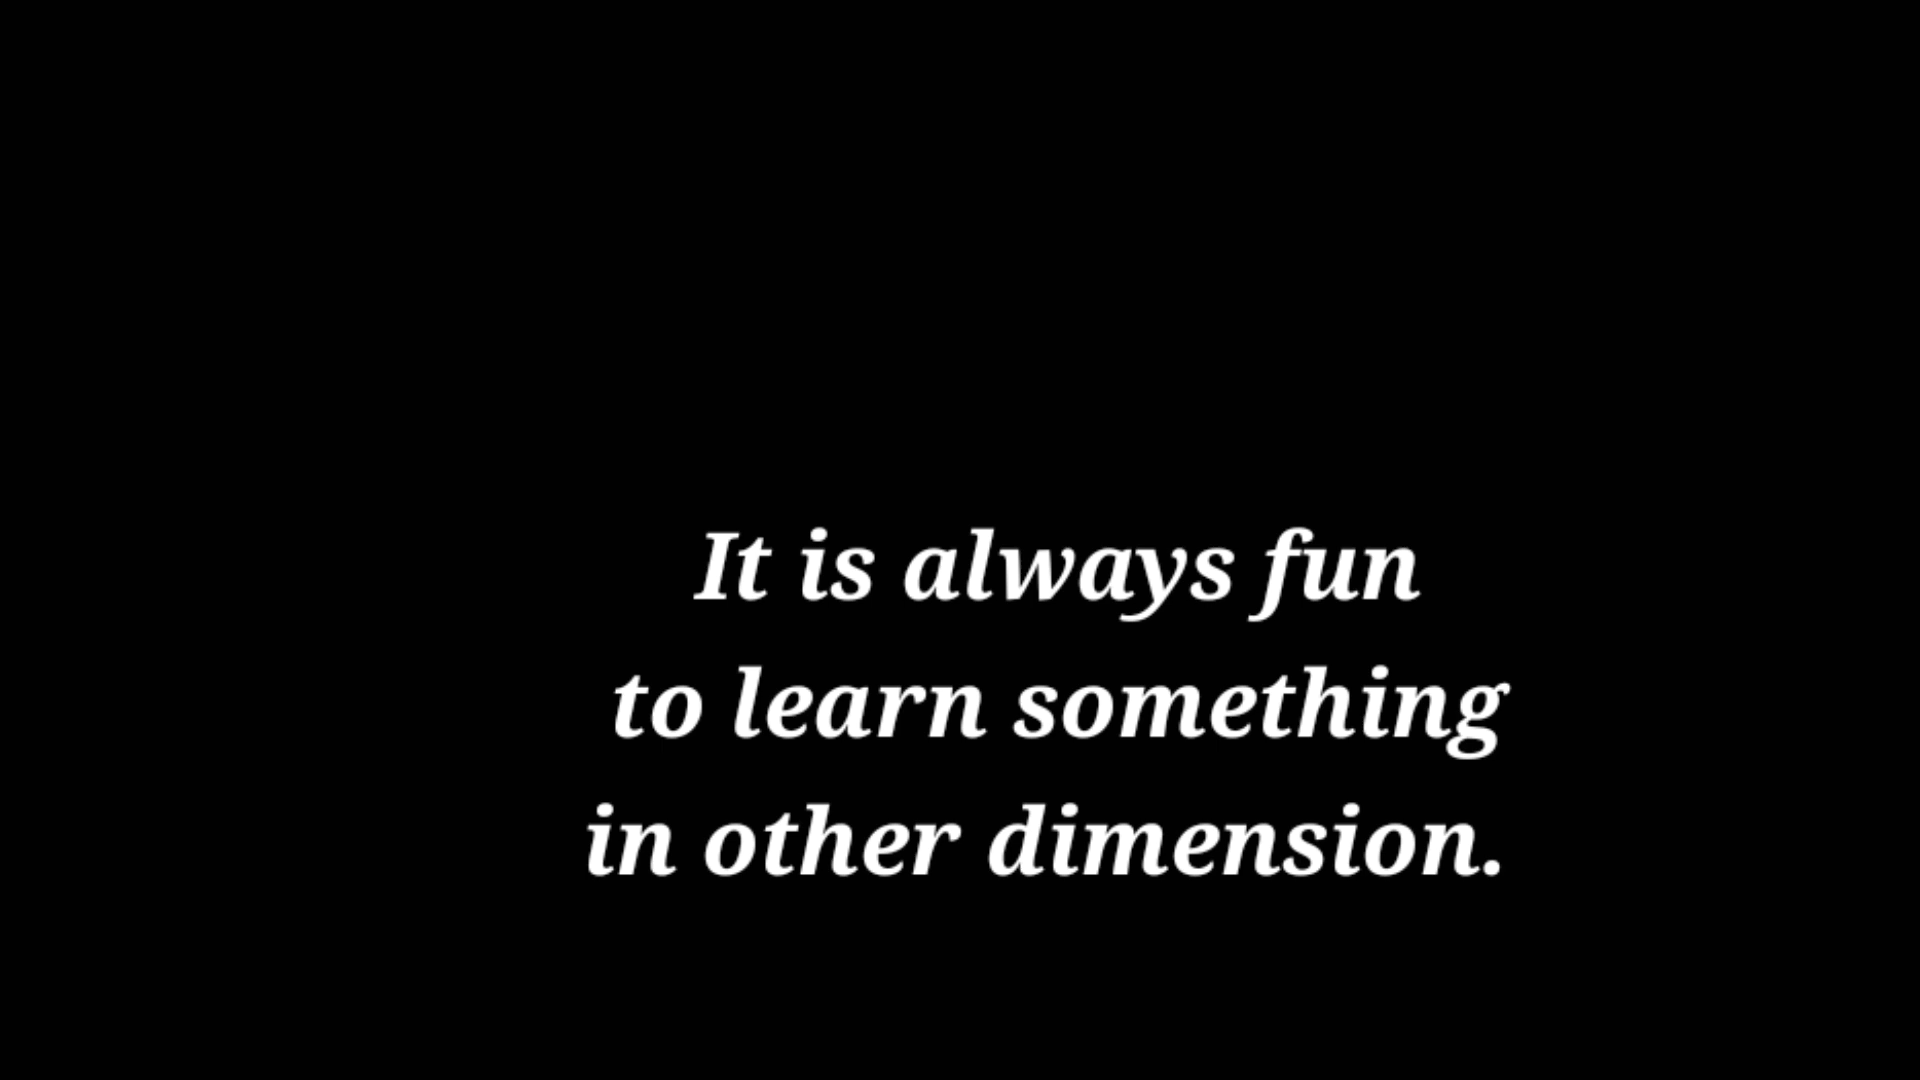 It is always fun
to learn something
in other dimension.